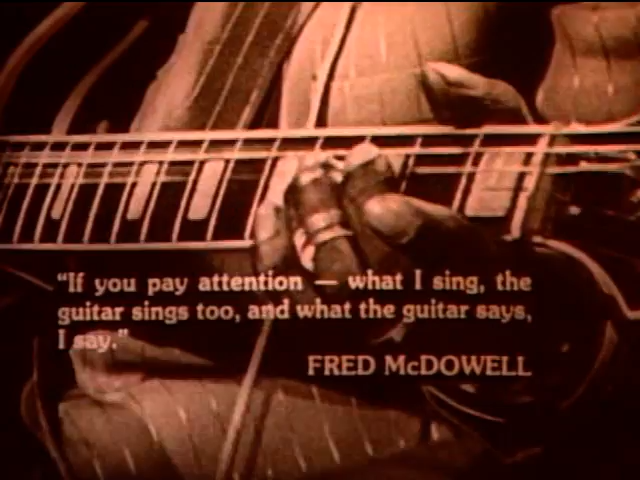 “If you pay attention — what I sing, the
guitar sings too, and what the guitar says,
I say.”
FRED McDOWELL